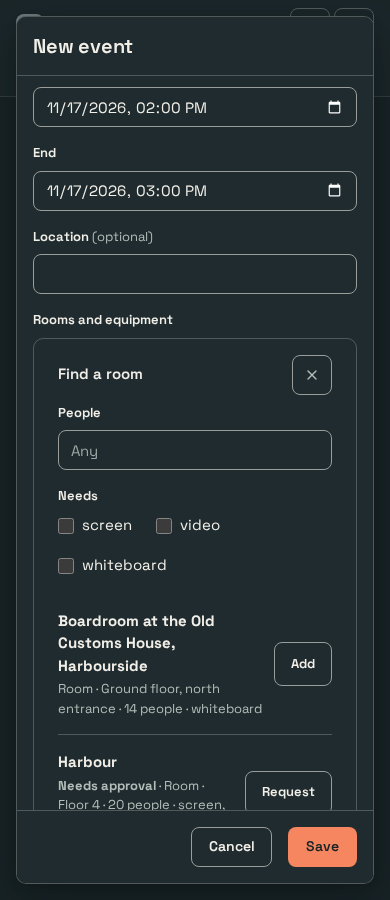 New event
11/17/2026, 02:00 PM
End
11/17/2026, 03:00 PM
Location (optional)
Rooms and equipment
Find a room
People
Any
Needs
screen
video
whiteboard
Boardroom at the Old
Customs House,
Harbourside
Add
Room · Ground floor, north
entrance · 14 people · whiteboard
Harbour
Needs approval · Room ·
Request
Floor 4 · 20 people · screen,
Cancel
Save